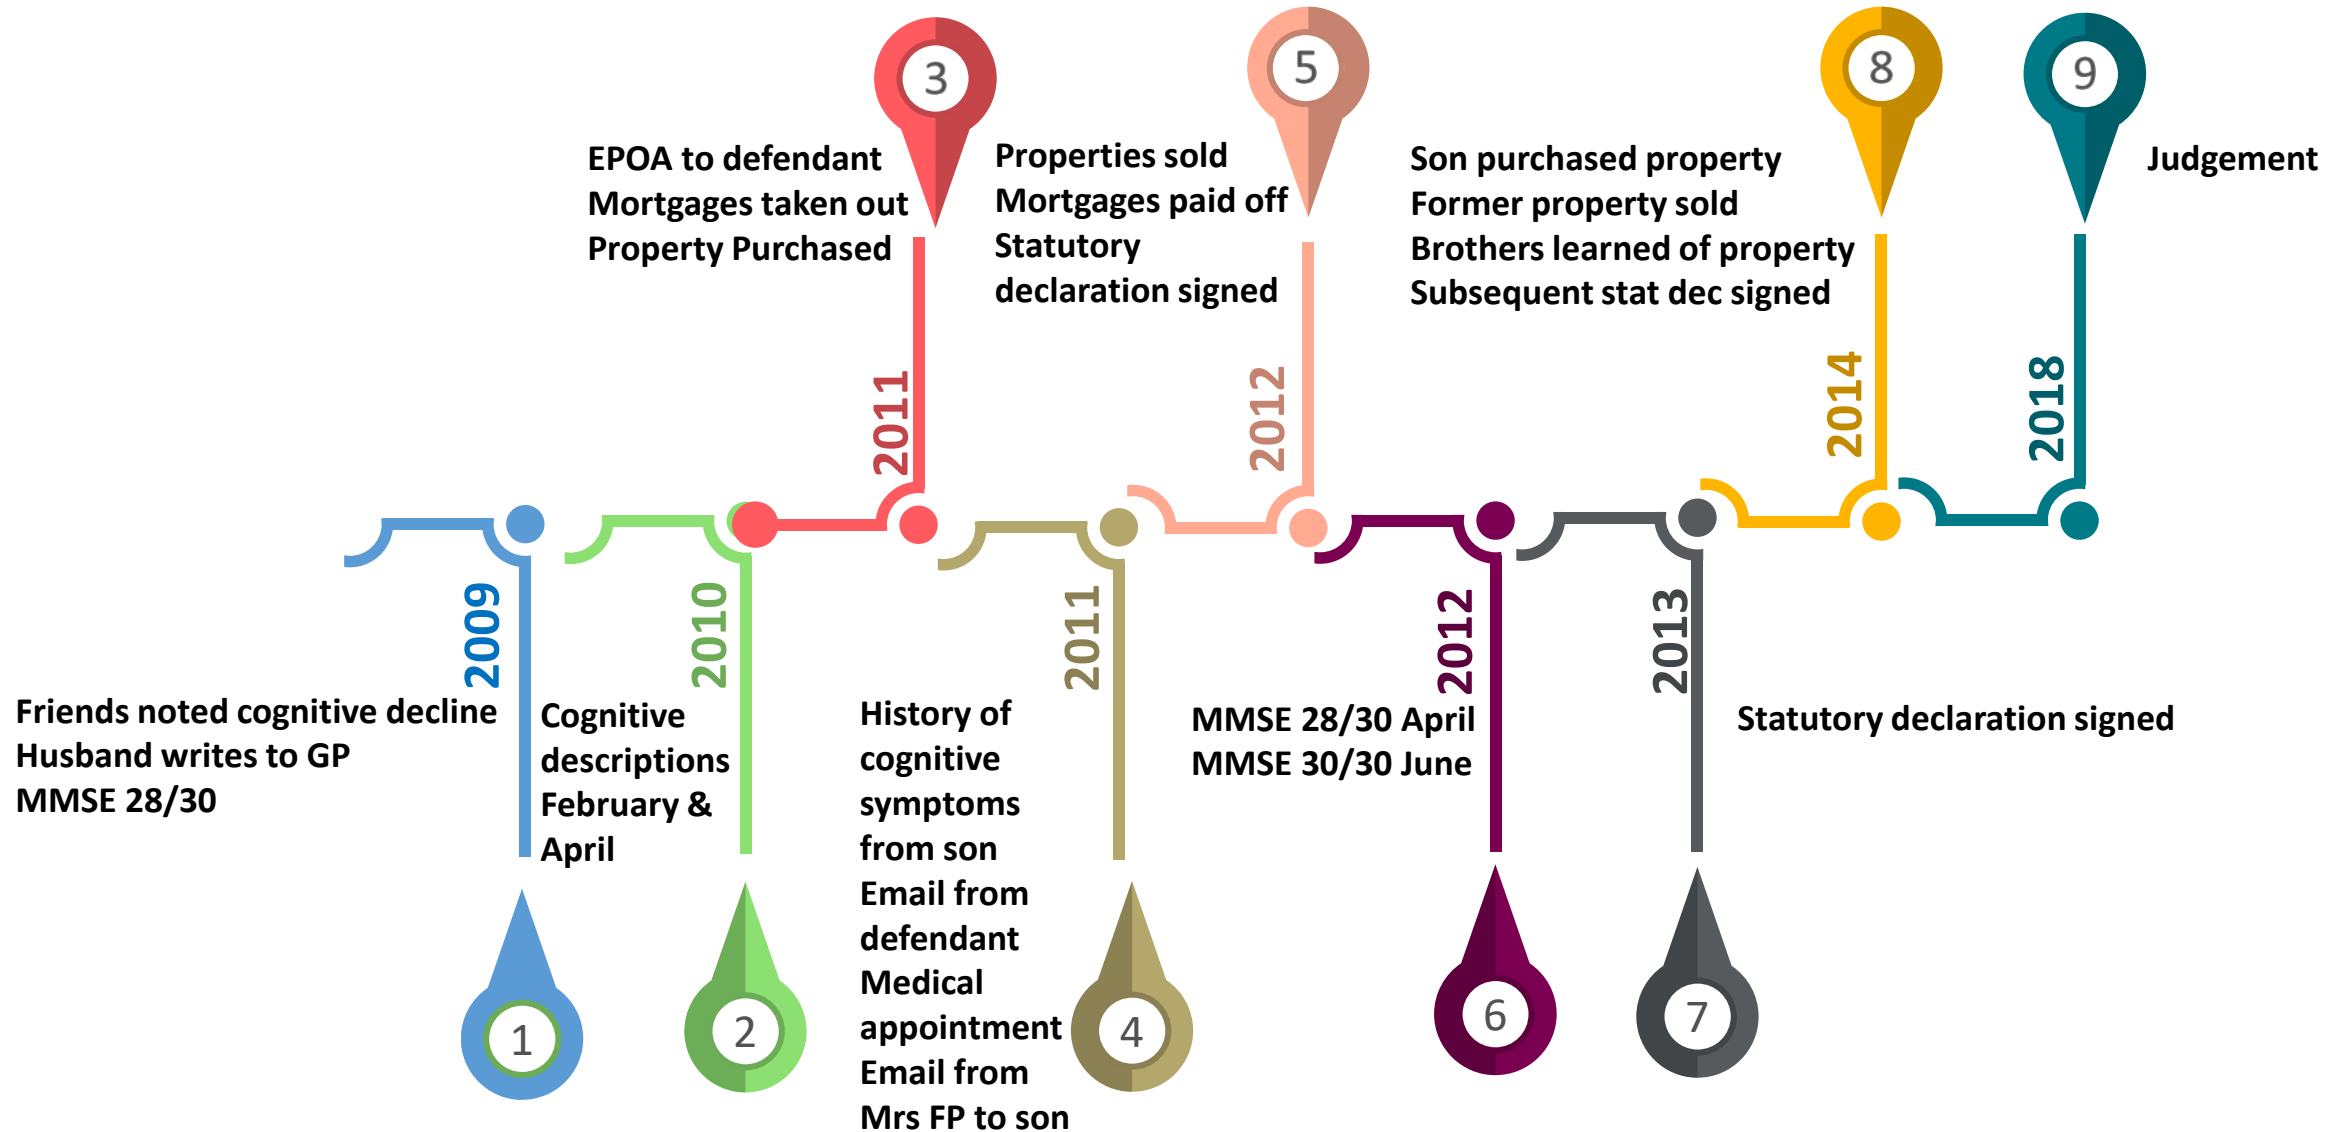 3
EPOA to defendant
Mortgages taken out
Property Purchased
2011
5
Properties sold
Mortgages paid off
Statutory
declaration signed
2012
8
Son purchased property
Former property sold
Brothers learned of property
Subsequent stat dec signed
2014
9
Judgement
2018
2009
Friends noted cognitive decline
Husband writes to GP
MMSE 28/30
1
2010
Cognitive
descriptions
February &
April
2
2011
History of
cognitive
symptoms
from son
Email from
defendant
Medical
appointment
Email from
Mrs FP to son
4
2012
MMSE 28/30 April
MMSE 30/30 June
6
2013
Statutory declaration signed
7